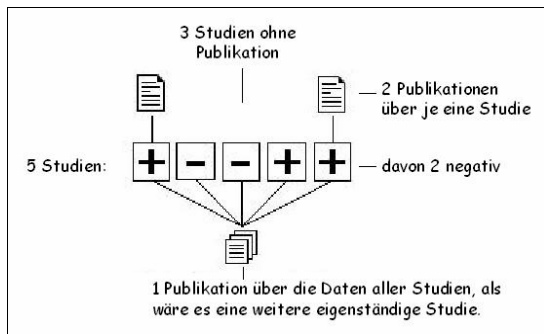 3 Studien ohne
Publikation
2 Publikationen
über je eine Studie
5 Studien:
+ - - + +
davon 2 negativ
1 Publikation über die Daten aller Studien, als
wäre es eine weitere eigenständige Studie.